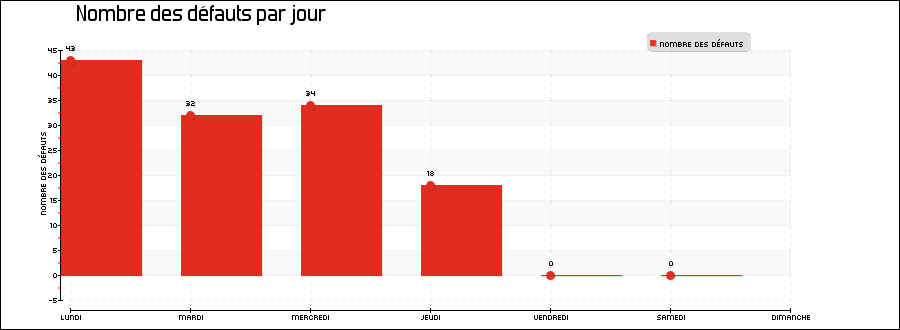 Nombre des défauts par jour
NOMBRE DES DÉFAUTS
NOMBRE DES DÉFAUTS
45
40
35
30
25
20
15
10
5
0
-5
43
32
34
18
0
0
LUNDI
MARDI
MERCREDI
JEUDI
VENDREDI
SAMEDI
DIMANCHE